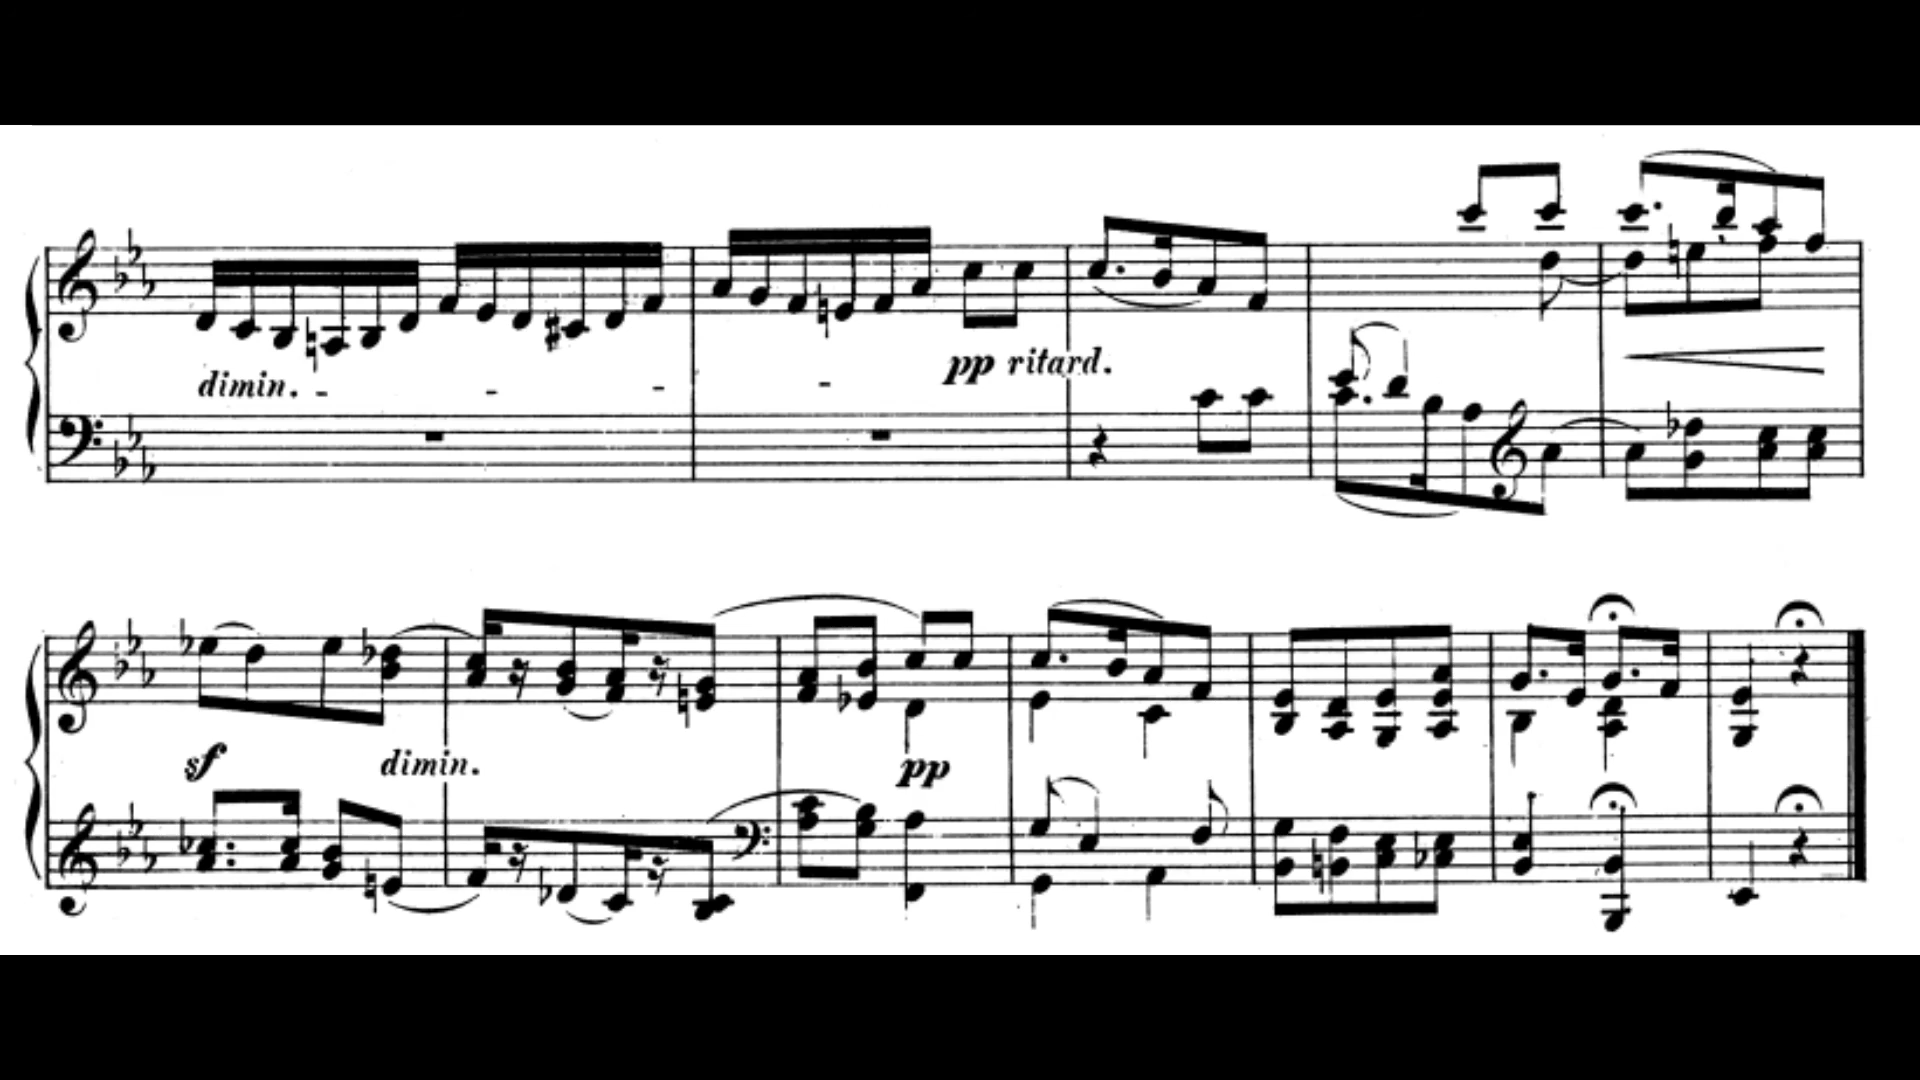 pp ritard.
dimin. - - - -
sf dimin. pp